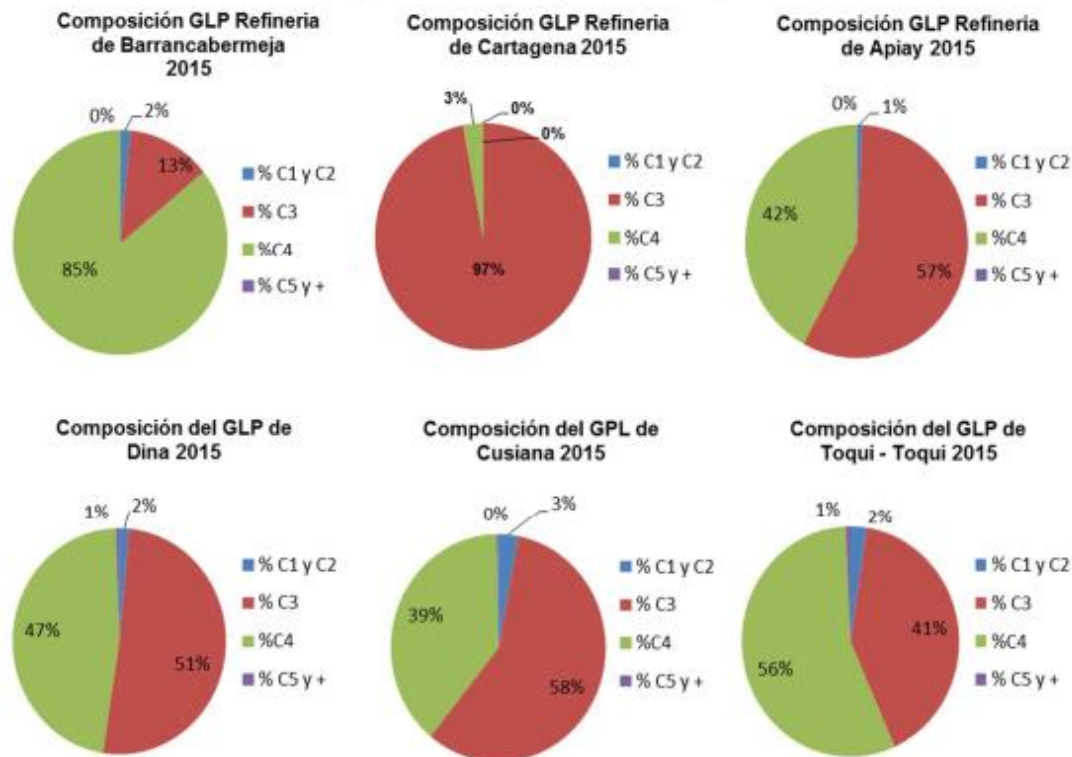 Composición GLP Refineria
de Barrancabermeja
2015
0%
2%
13%
85%
% C1 y C2
% C3
%C4
% C5 y +
Composición GLP Refineria
de Cartagena 2015
3%
0%
0%
97%
% C1 y C2
% C3
%C4
% C5 y +
Composición GLP Refineria
de Apiay 2015
0%
1%
42%
57%
% C1 y C2
% C3
%C4
% C5 y +
Composición del GLP de
Dina 2015
1%
2%
47%
51%
% C1 y C2
% C3
%C4
% C5 y +
Composición del GPL de
Cusiana 2015
0%
3%
39%
58%
% C1 y C2
% C3
%C4
% C5 y +
Composición del GLP de
Toqui - Toqui 2015
1%
2%
41%
56%
% C1 y C2
% C3
%C4
% C5 y +